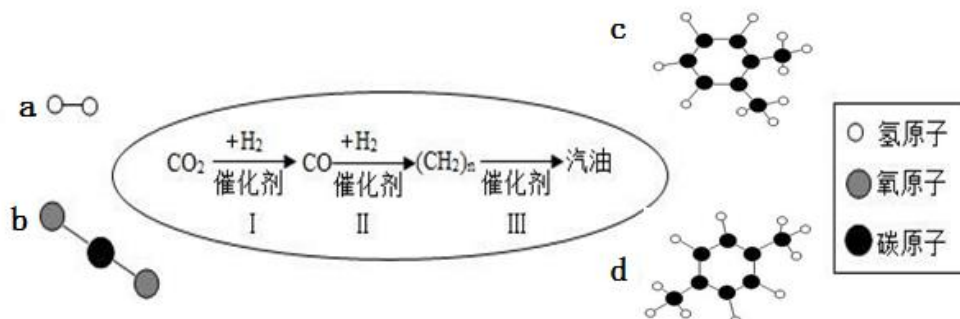 c
a
氢原子
+H₂ +H₂
CO₂ CO (CH₂)ₙ 汽油
催化剂 催化剂 催化剂
氧原子
b
Ⅰ Ⅱ Ⅲ
碳原子
d